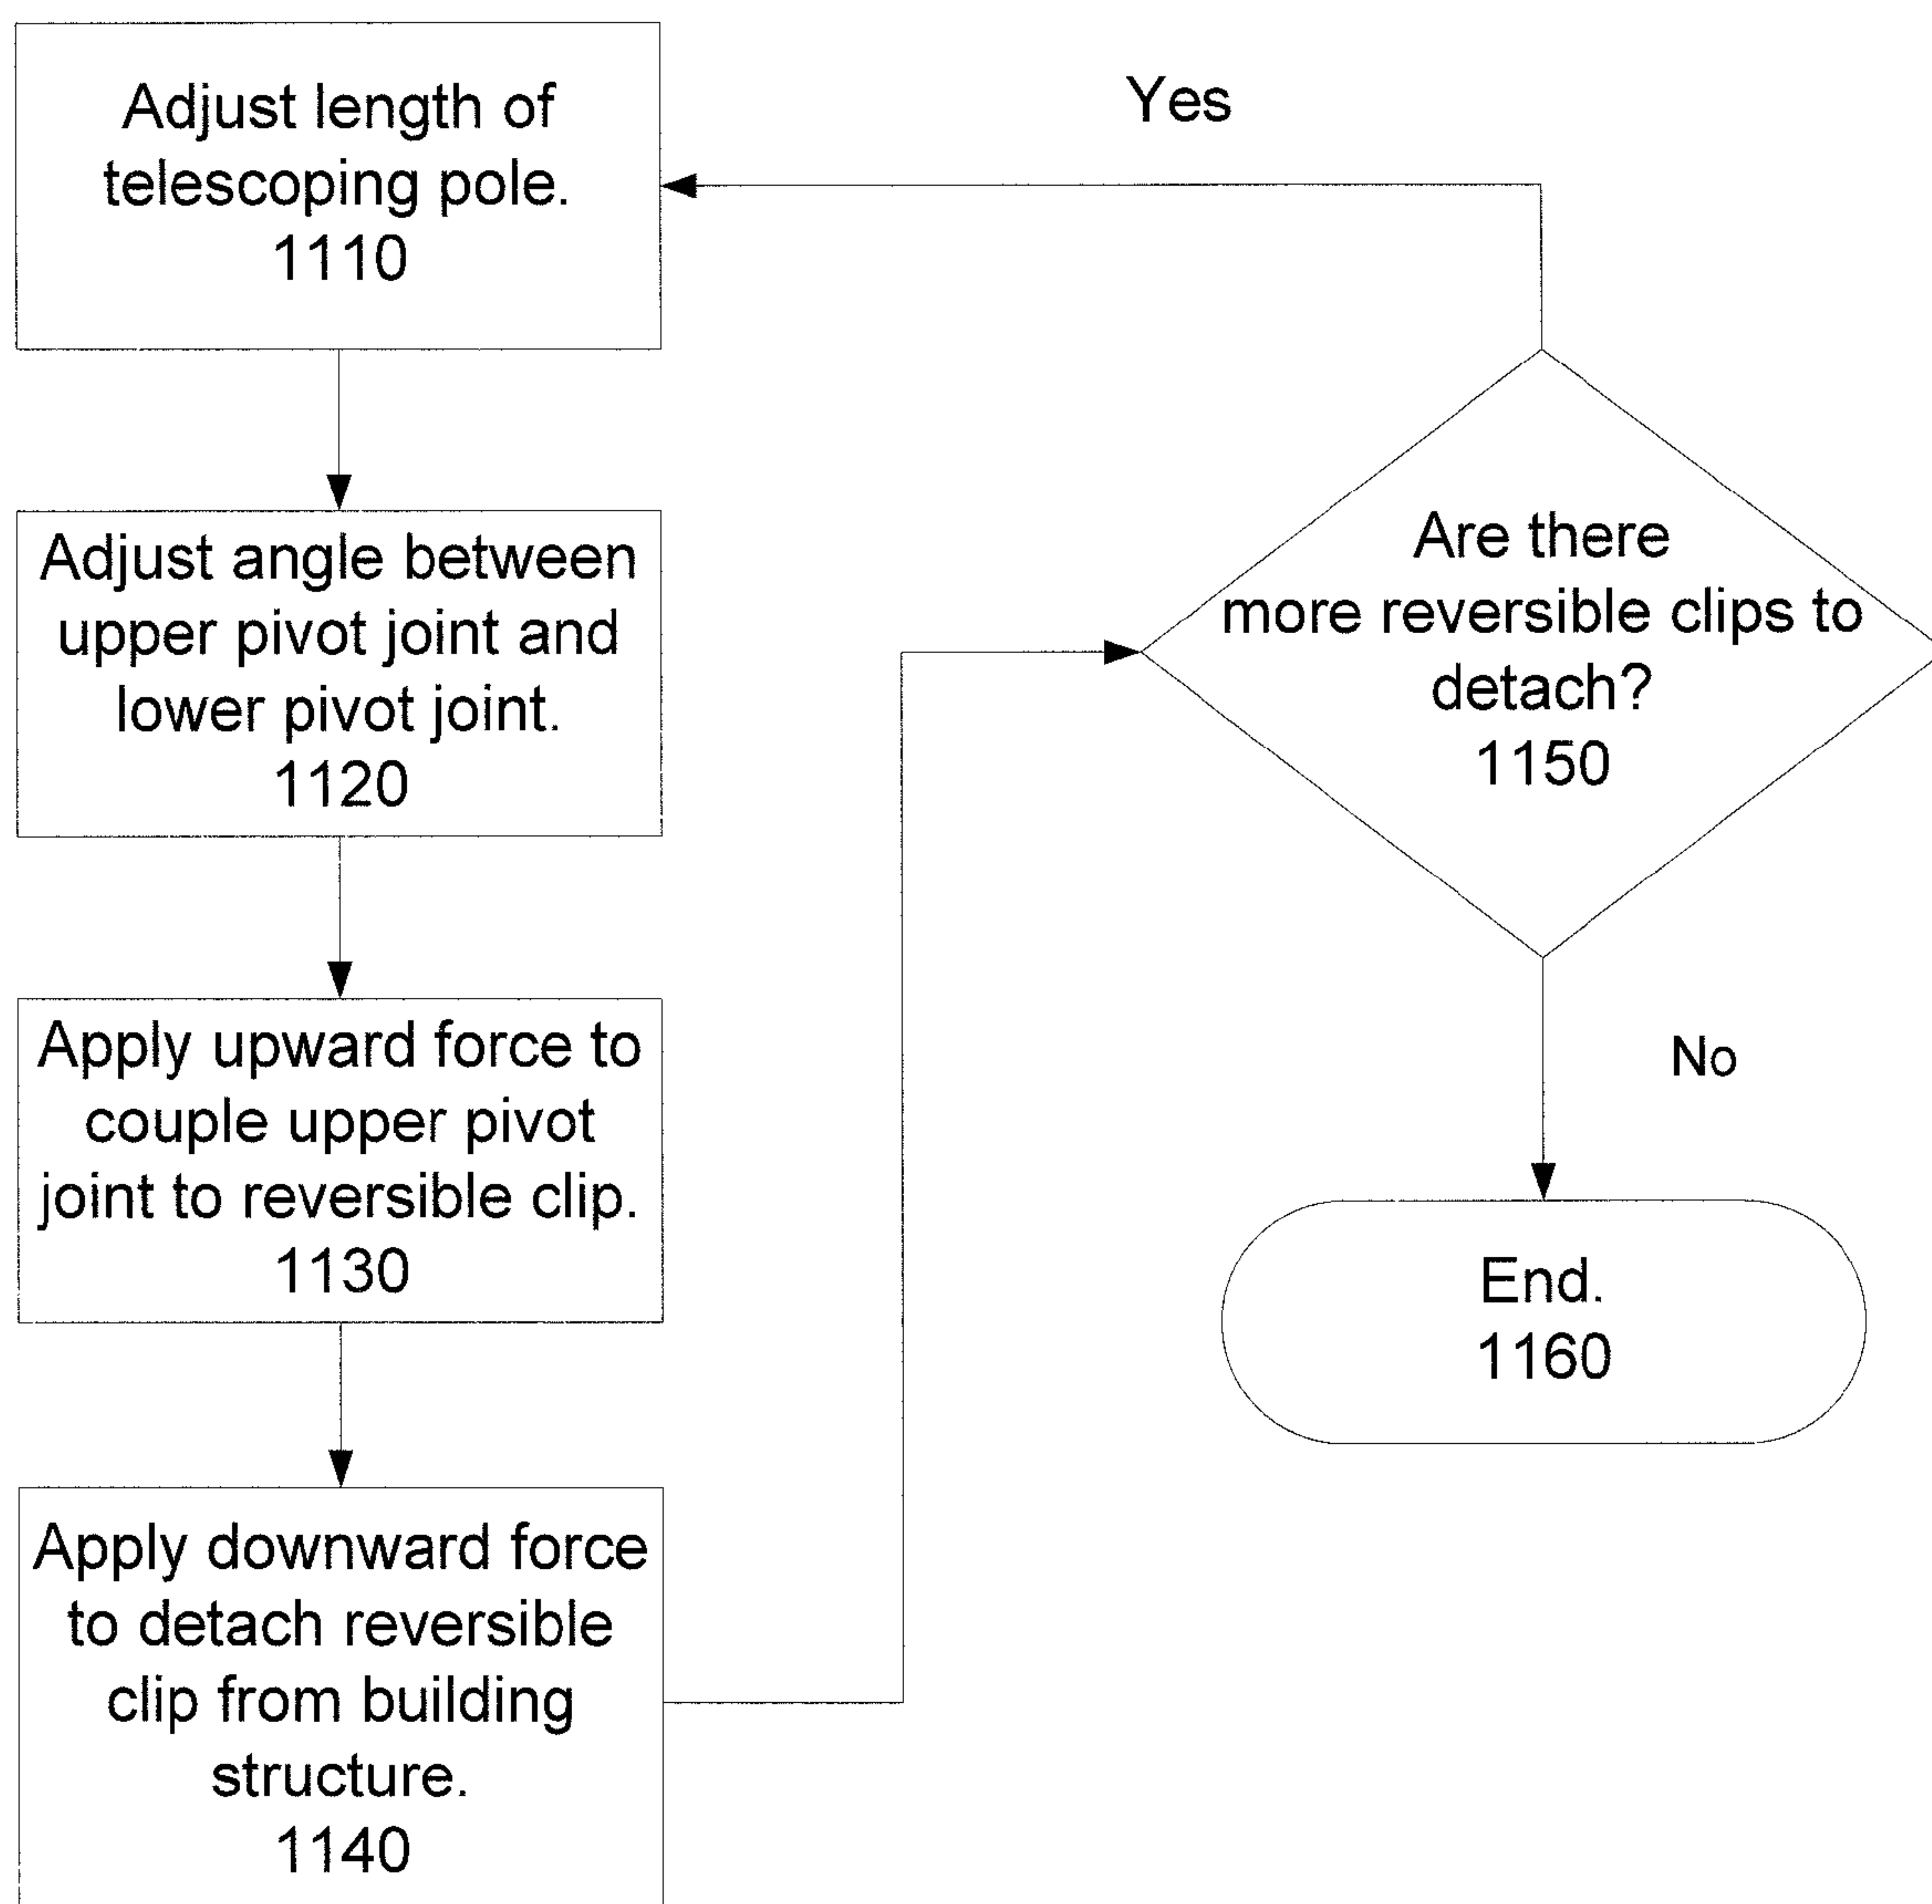 Adjust length of
telescoping pole.
1110
Adjust angle between
upper pivot joint and
lower pivot joint.
1120
Apply upward force to
couple upper pivot
joint to reversible clip.
1130
Apply downward force
to detach reversible
clip from building
structure.
1140
Yes
Are there
more reversible clips to
detach?
1150
No
End.
1160